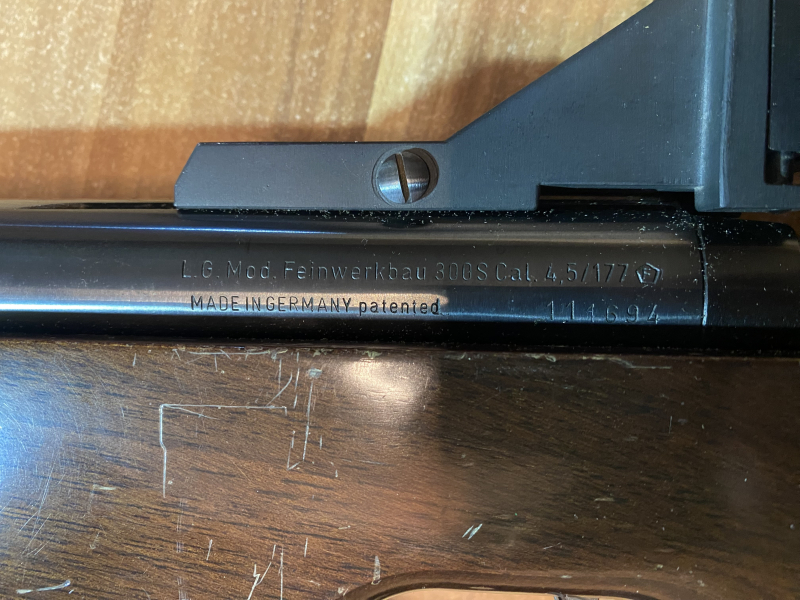 L.G. Mod. Feinwerkbau 300S Cal. 4,5/177 F
MADE IN GERMANY patented 111694